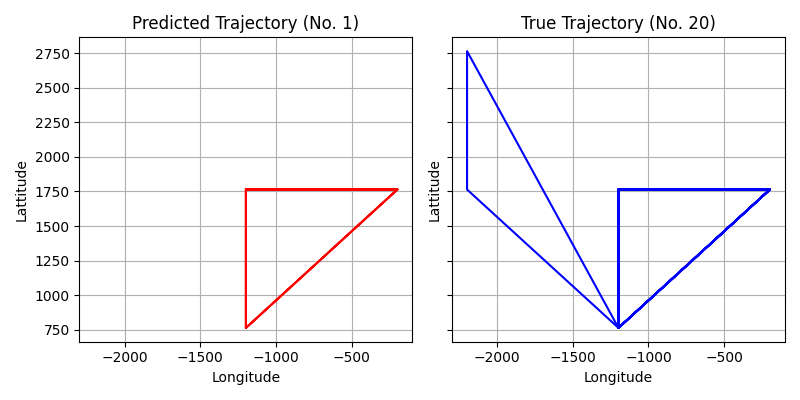 Predicted Trajectory (No. 1)
True Trajectory (No. 20)
2750
2500
2250
2000
1750
1500
1250
1000
750
Lattitude
Lattitude
−2000 −1500 −1000 −500
−2000 −1500 −1000 −500
Longitude
Longitude